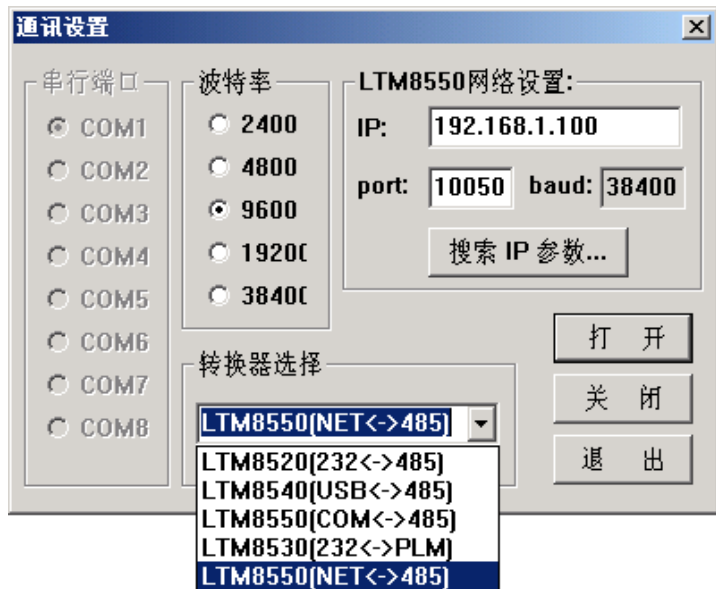 通讯设置
串行端口
COM1
COM2
COM3
COM4
COM5
COM6
COM7
COM8
波特率
2400
4800
9600
1920(
3840(
LTM8550网络设置:
IP: 192.168.1.100
port: 10050 baud: 38400
搜索 IP 参数...
转换器选择
LTM8550(NET<->485)
LTM8520(232<->485)
LTM8540(USB<->485)
LTM8550(COM<->485)
LTM8530(232<->PLM)
LTM8550(NET<->485)
打 开
关 闭
退 出